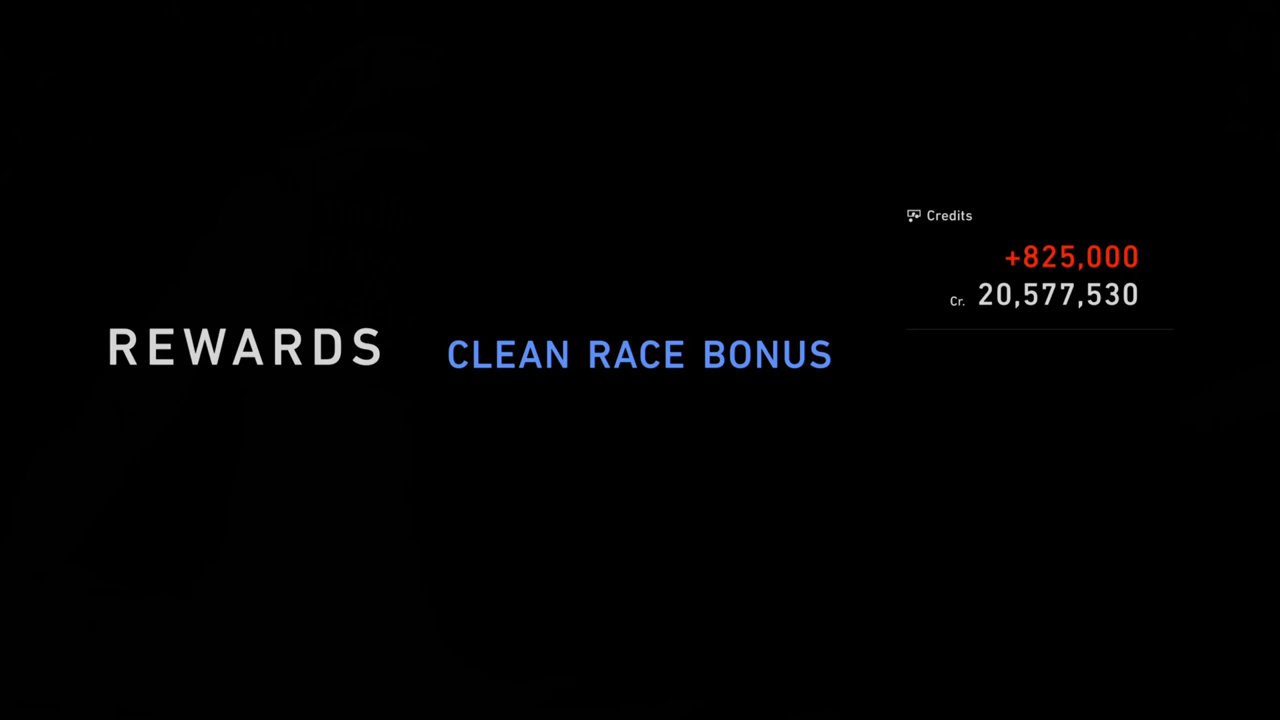 Credits
+825,000
Cr. 20,577,530
REWARDS
CLEAN RACE BONUS